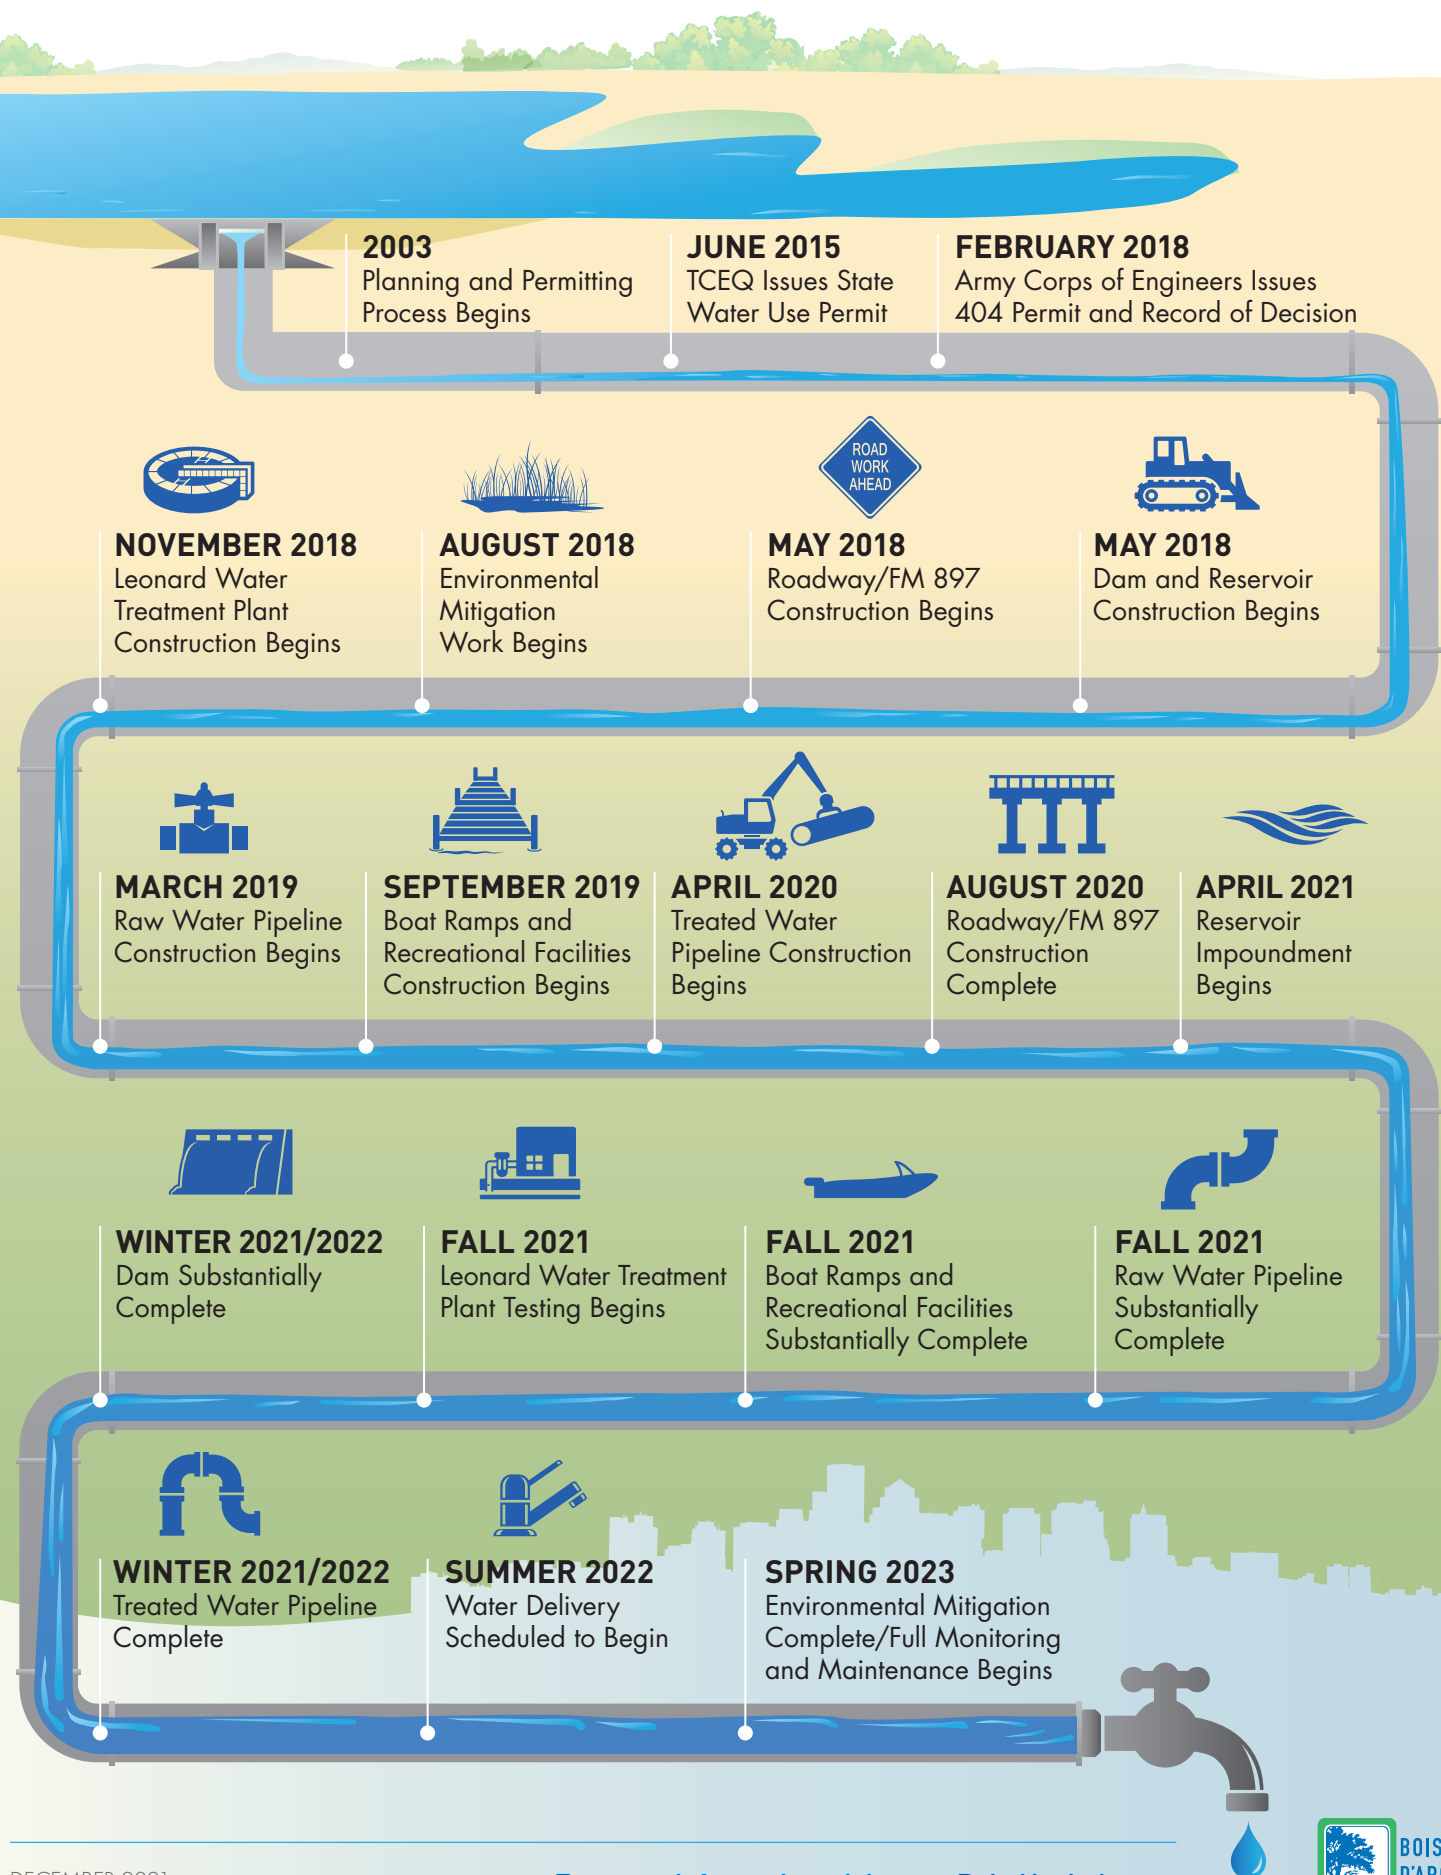 2003
Planning and Permitting
Process Begins
JUNE 2015
TCEQ Issues State
Water Use Permit
FEBRUARY 2018
Army Corps of Engineers Issues
404 Permit and Record of Decision
ROAD
WORK
AHEAD
MAY 2018
Dam and Reservoir
Construction Begins
MAY 2018
Roadway/FM 897
Construction Begins
AUGUST 2018
Environmental
Mitigation
Work Begins
NOVEMBER 2018
Leonard Water
Treatment Plant
Construction Begins
MARCH 2019
Raw Water Pipeline
Construction Begins
SEPTEMBER 2019
Boat Ramps and
Recreational Facilities
Construction Begins
APRIL 2020
Treated Water
Pipeline Construction
Begins
AUGUST 2020
Roadway/FM 897
Construction
Complete
APRIL 2021
Reservoir
Impoundment
Begins
FALL 2021
Raw Water Pipeline
Substantially
Complete
FALL 2021
Boat Ramps and
Recreational Facilities
Substantially Complete
FALL 2021
Leonard Water Treatment
Plant Testing Begins
WINTER 2021/2022
Dam Substantially
Complete
WINTER 2021/2022
Treated Water Pipeline
Complete
SUMMER 2022
Water Delivery
Scheduled to Begin
SPRING 2023
Environmental Mitigation
Complete/Full Monitoring
and Maintenance Begins
DECEMBER 2021
BOIS